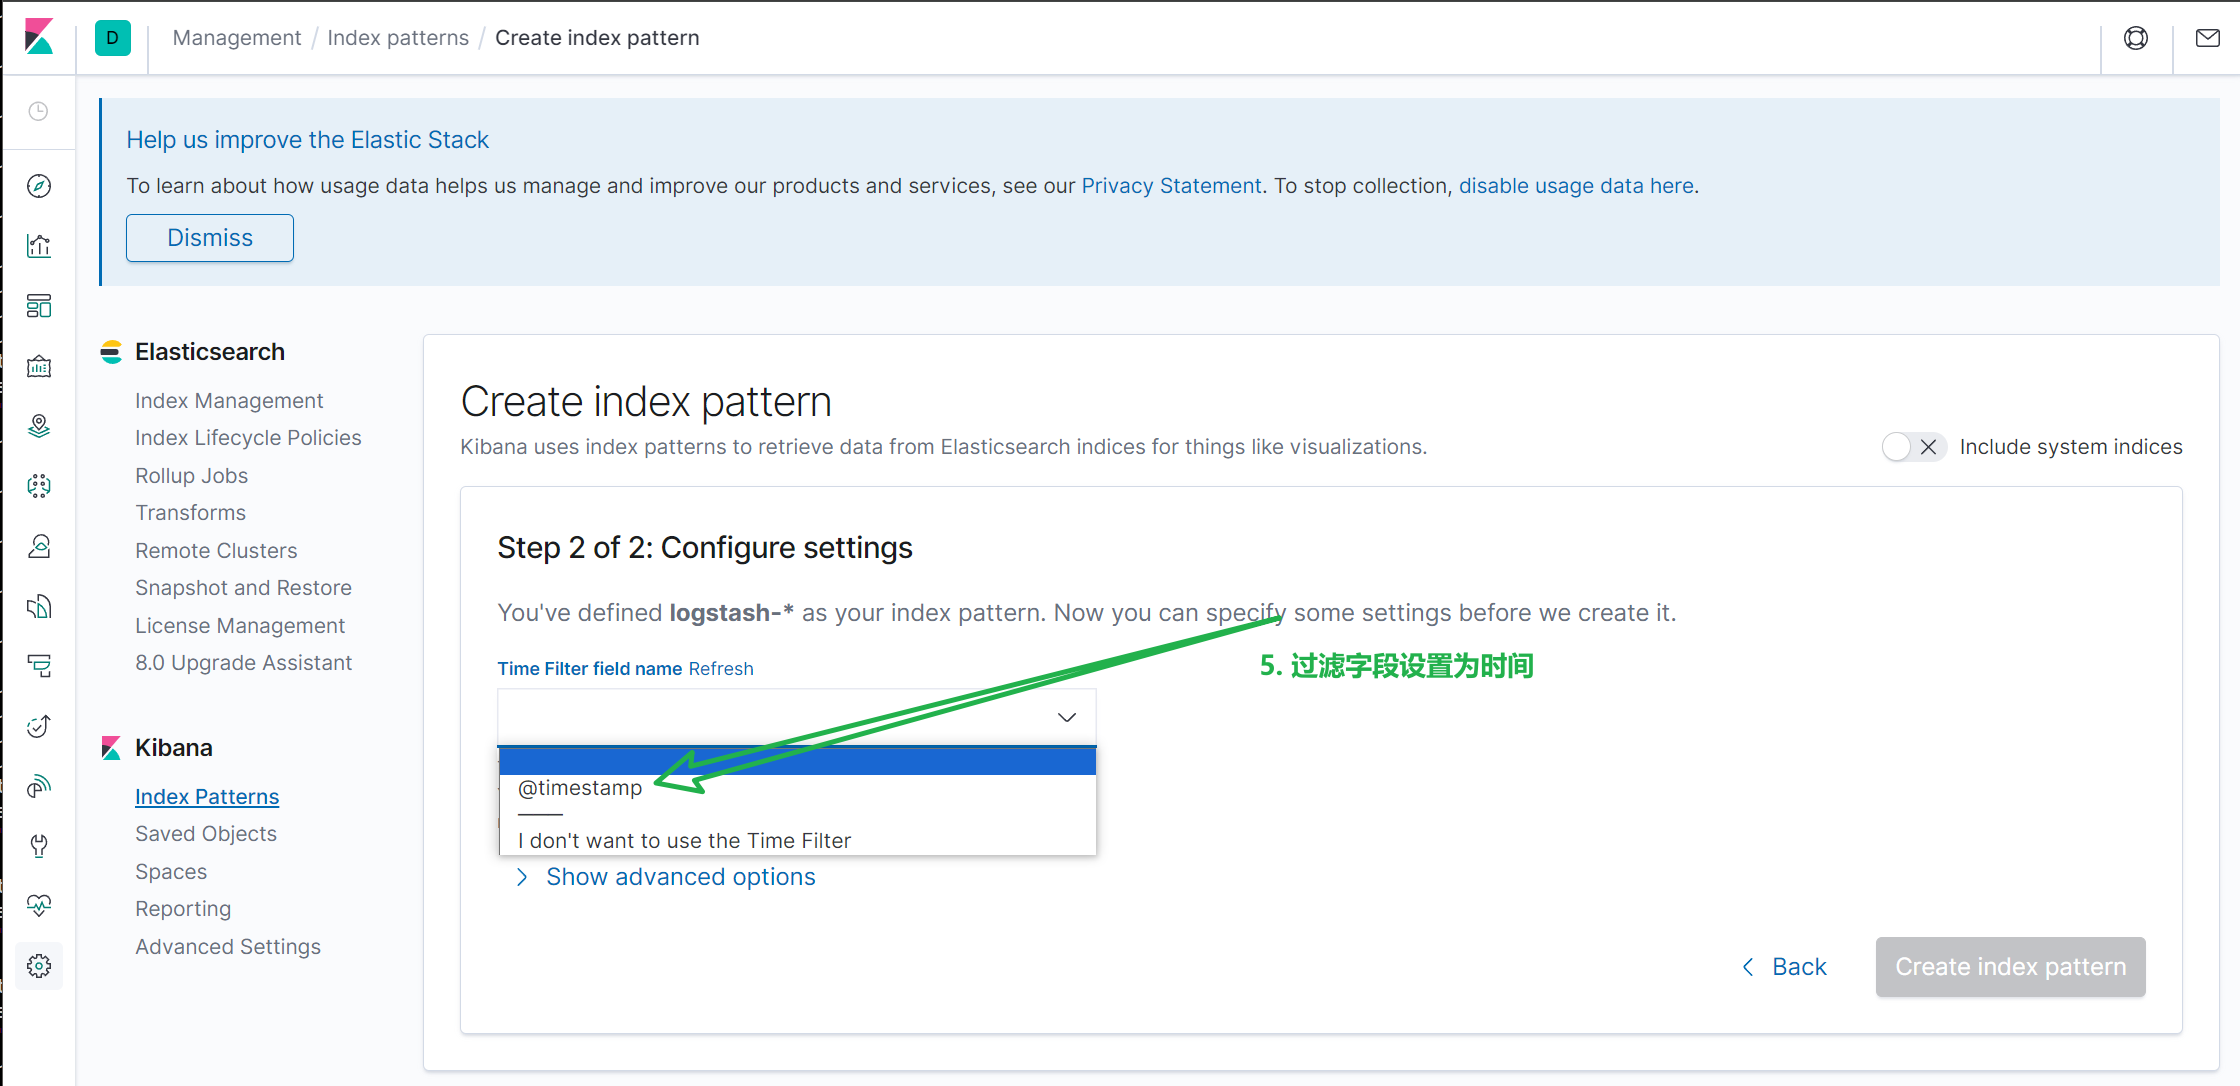 D
Management / Index patterns / Create index pattern
Help us improve the Elastic Stack
To learn about how usage data helps us manage and improve our products and services, see our Privacy Statement. To stop collection, disable usage data here.
Dismiss
Elasticsearch
Index Management
Index Lifecycle Policies
Rollup Jobs
Transforms
Remote Clusters
Snapshot and Restore
License Management
8.0 Upgrade Assistant
Kibana
Index Patterns
Saved Objects
Spaces
Reporting
Advanced Settings
Create index pattern
Kibana uses index patterns to retrieve data from Elasticsearch indices for things like visualizations.
Include system indices
Step 2 of 2: Configure settings
You've defined logstash-* as your index pattern. Now you can specify some settings before we create it.
Time Filter field name Refresh
5. 过滤字段设置为时间
@timestamp
I don't want to use the Time Filter
Show advanced options
Back
Create index pattern